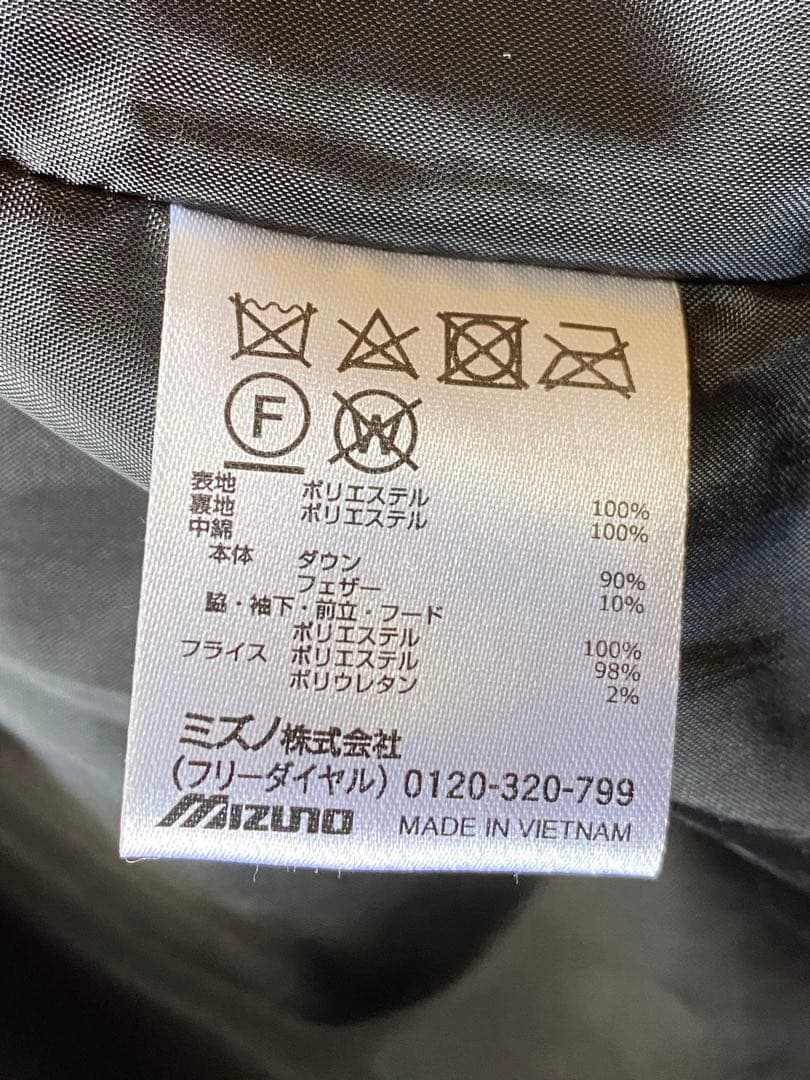 F W
表地 ポリエステル 100%
裏地 ポリエステル 100%
中綿
本体 ダウン 90%
フェザー 10%
脇・袖下・前立・フード
ポリエステル 100%
フライス ポリエステル 98%
ポリウレタン 2%
ミズノ株式会社
(フリーダイヤル) 0120-320-799
MIZUNO MADE IN VIETNAM